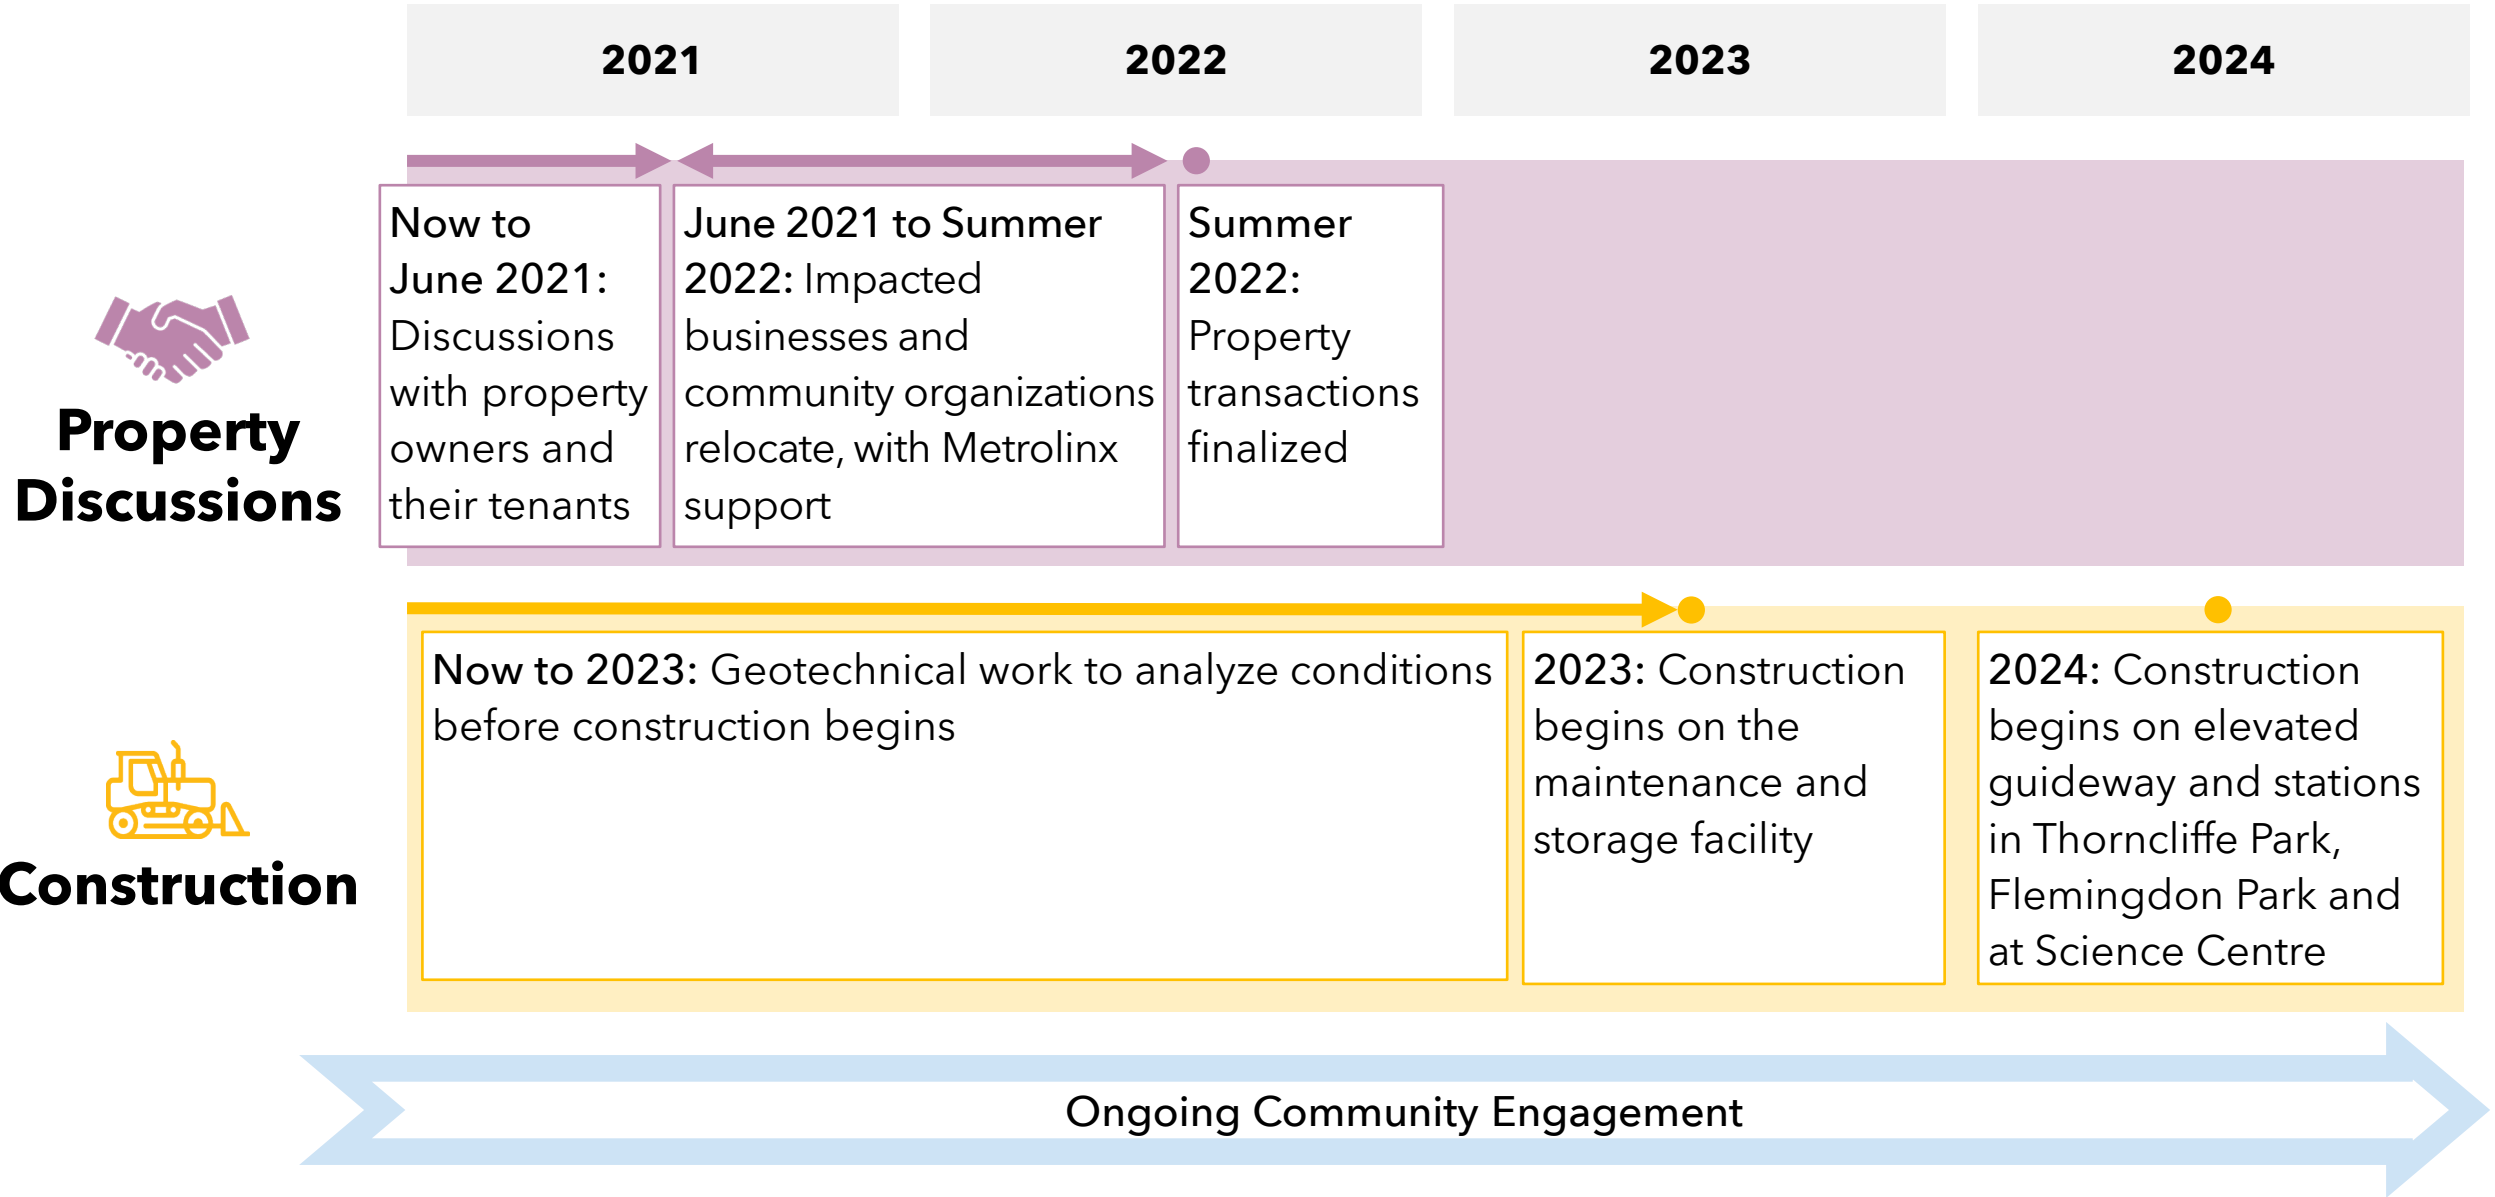 2021
2022
2023
2024
Property
Discussions
Now to
June 2021:
Discussions
with property
owners and
their tenants
June 2021 to Summer
2022: Impacted
businesses and
community organizations
relocate, with Metrolinx
support
Summer
2022:
Property
transactions
finalized
Construction
Now to 2023: Geotechnical work to analyze conditions
before construction begins
2023: Construction
begins on the
maintenance and
storage facility
2024: Construction
begins on elevated
guideway and stations
in Thorncliffe Park,
Flemingdon Park and
at Science Centre
Ongoing Community Engagement